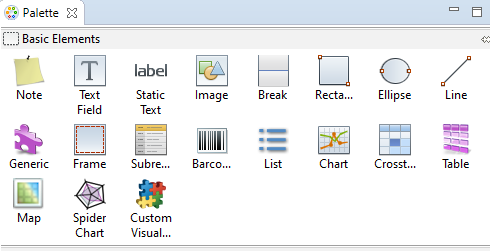 Palette
Basic Elements
label
T
Note
Text Field
Static Text
Image
Break
Recta...
Ellipse
Line
Generic
Frame
Subre...
Barco...
List
Chart
Crosst...
Table
Map
Spider Chart
Custom Visual...